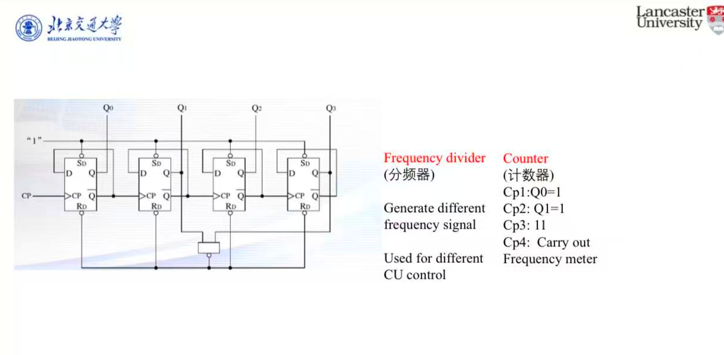 北京交通大学
BEIJING JIAOTONG UNIVERSITY
Lancaster
University
Q0 Q1 Q2 Q3
"1"
SD SD SD SD
D Q D Q D Q D Q
CP >CP Q̅ >CP Q̅ >CP Q̅ >CP Q̅
RD RD RD RD
Frequency divider
(分频器)
Generate different
frequency signal
Used for different
CU control
Counter
(计数器)
Cp1:Q0=1
Cp2: Q1=1
Cp3: 11
Cp4: Carry out
Frequency meter